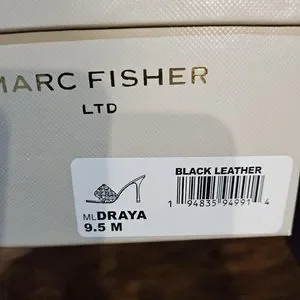 MARC FISHER
LTD
BLACK LEATHER
MLDRAYA
9.5 M
1 94835 94991 4